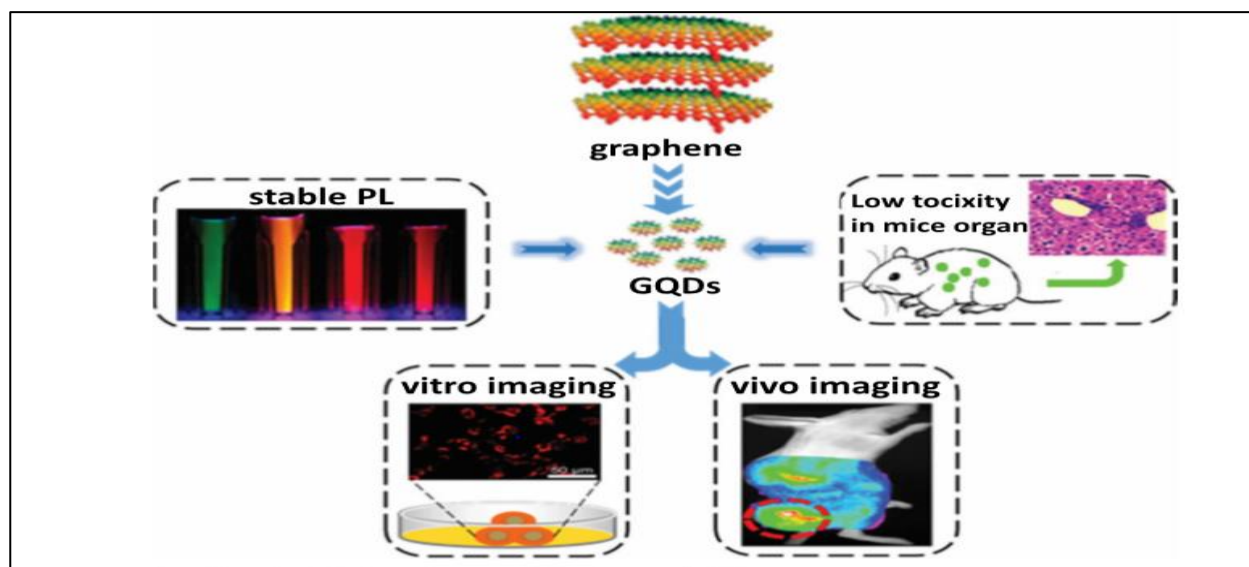 graphene
stable PL
Low tocixity
in mice organ
GQDs
vitro imaging
50 μm
vivo imaging